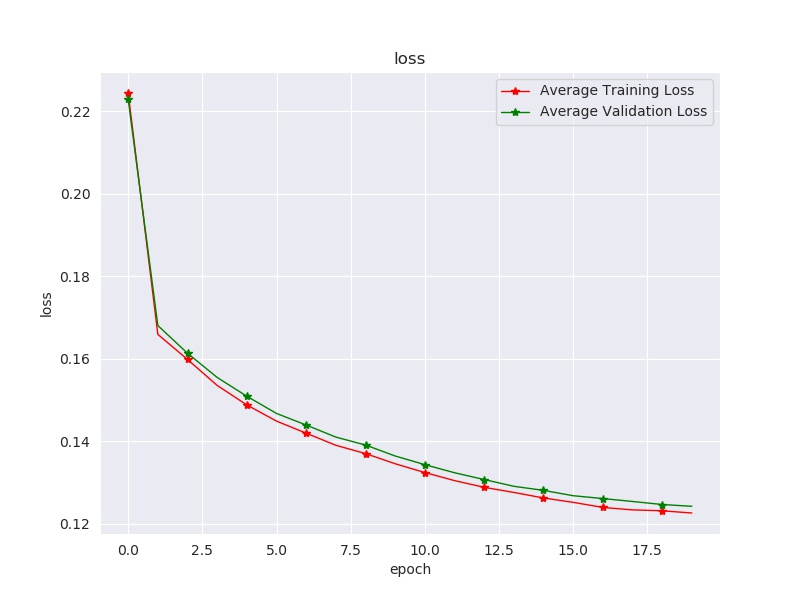 loss
Average Training Loss
Average Validation Loss
0.22
0.20
0.18
0.16
0.14
0.12
loss
0.0 2.5 5.0 7.5 10.0 12.5 15.0 17.5
epoch